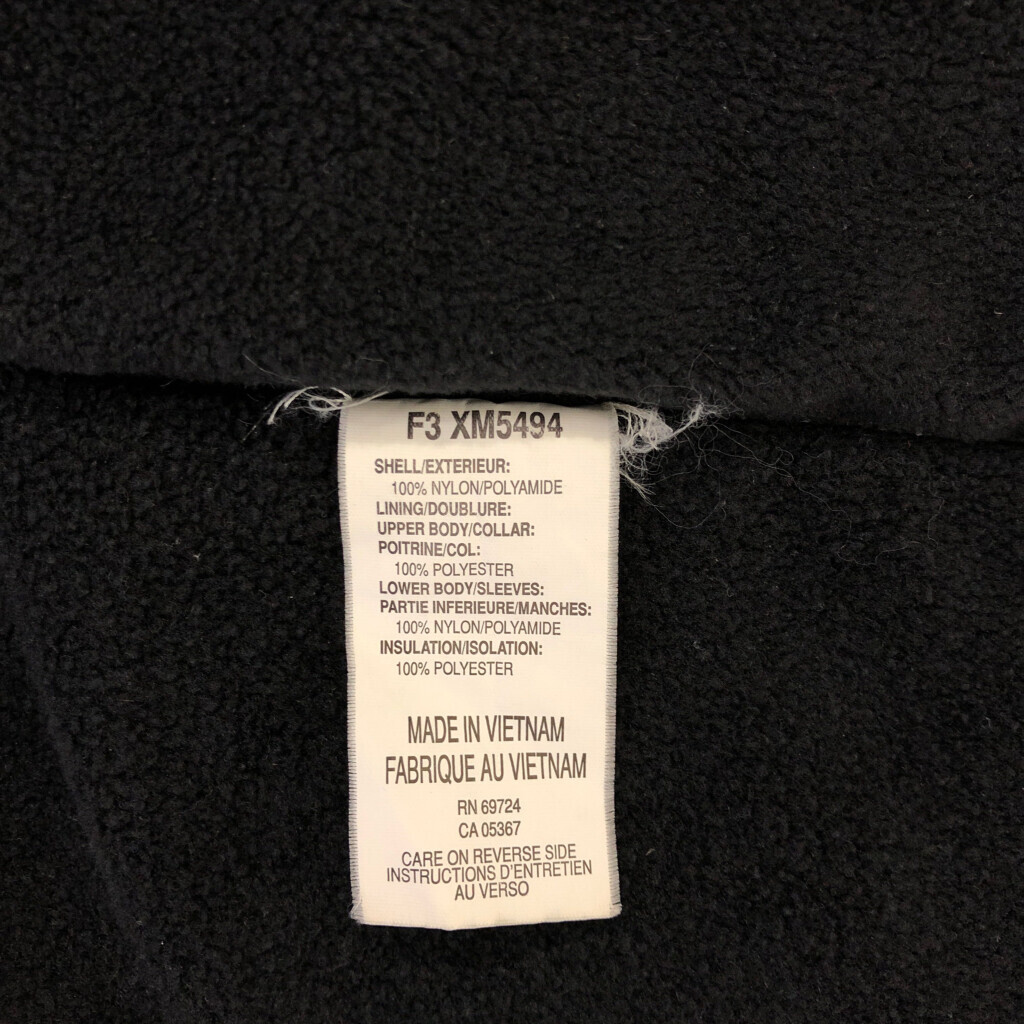 F3 XM5494
SHELL/EXTERIEUR:
100% NYLON/POLYAMIDE
LINING/DOUBLURE:
UPPER BODY/COLLAR:
POITRINE/COL:
100% POLYESTER
LOWER BODY/SLEEVES:
PARTIE INFERIEURE/MANCHES:
100% NYLON/POLYAMIDE
INSULATION/ISOLATION:
100% POLYESTER
MADE IN VIETNAM
FABRIQUE AU VIETNAM
RN 69724
CA 05367
CARE ON REVERSE SIDE
INSTRUCTIONS D'ENTRETIEN
AU VERSO